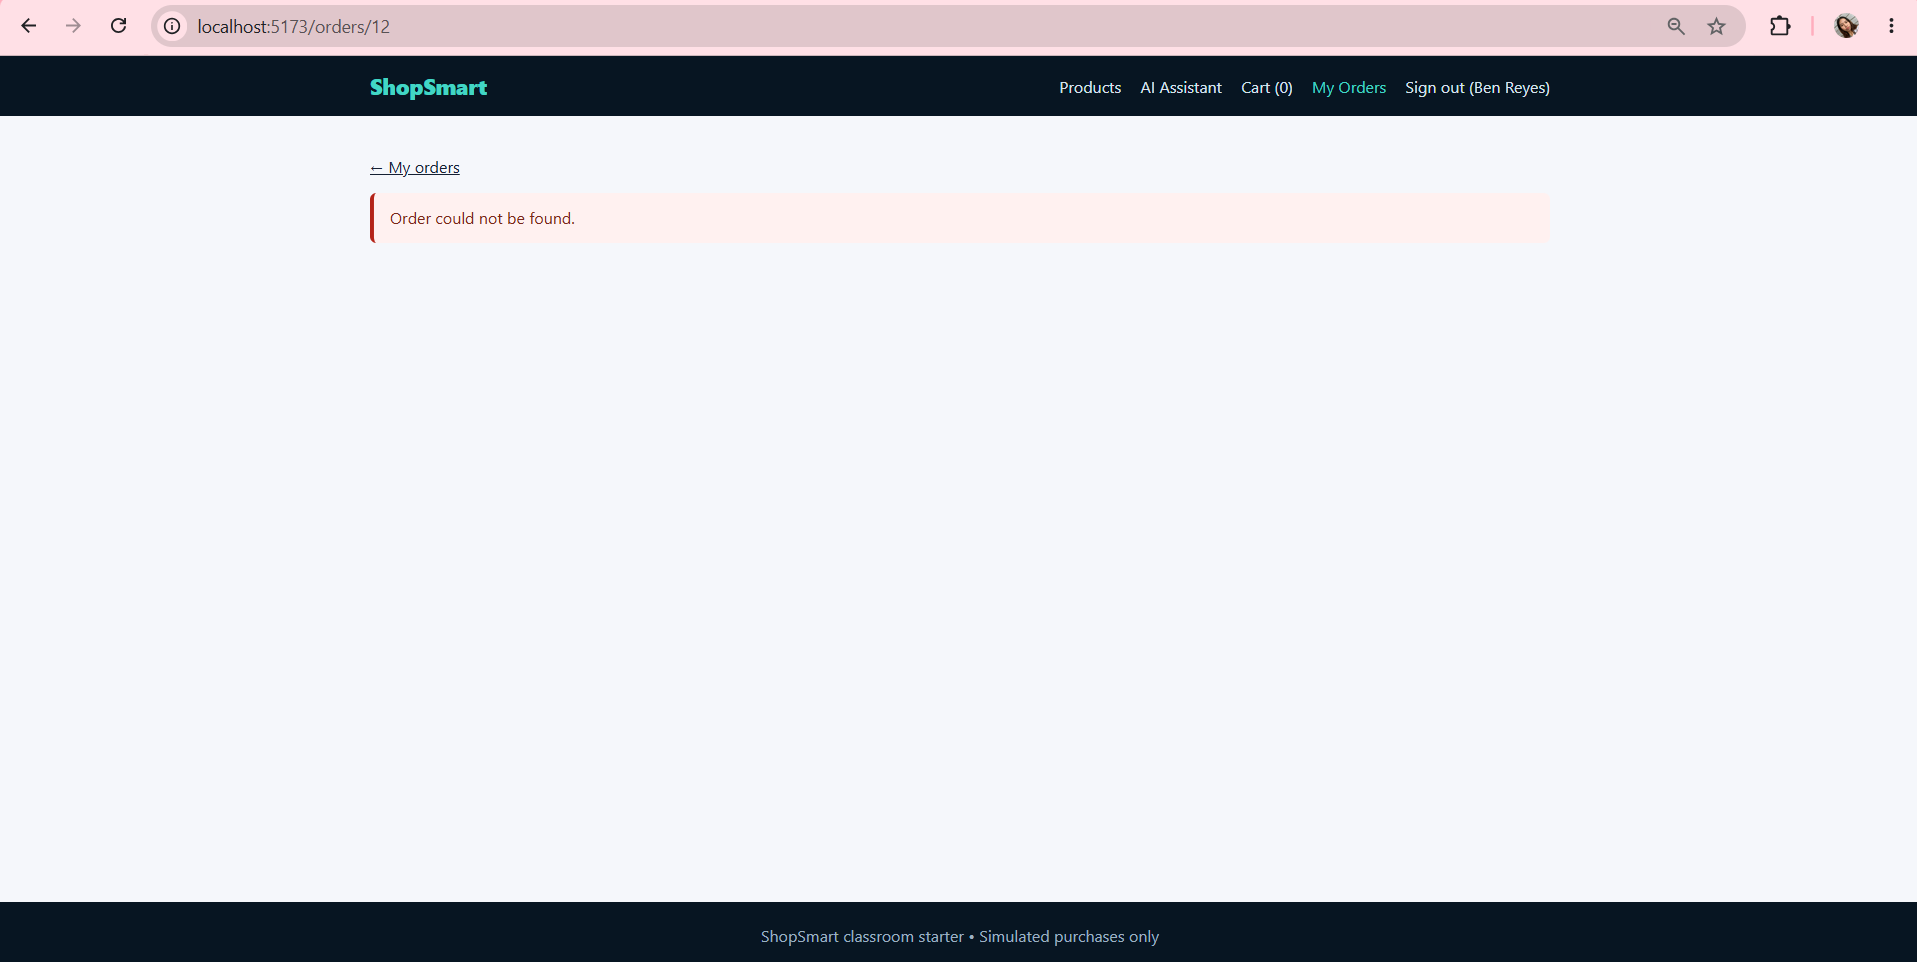 localhost:5173/orders/12
ShopSmart
Products AI Assistant Cart (0) My Orders Sign out (Ben Reyes)
← My orders
Order could not be found.
ShopSmart classroom starter • Simulated purchases only